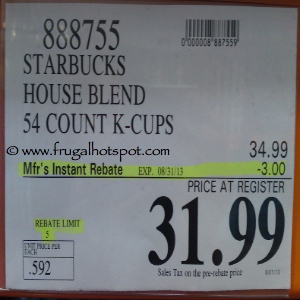 888755
000008 887559
STARBUCKS
HOUSE BLEND
54 COUNT K-CUPS
© www.frugalhotspot.com
34.99
Mfr's Instant Rebate EXP. 08/31/13 -3.00
PRICE AT REGISTER
31.99
REBATE LIMIT
5
UNIT PRICE PER
EACH
.592
Sales Tax on the pre-rebate price